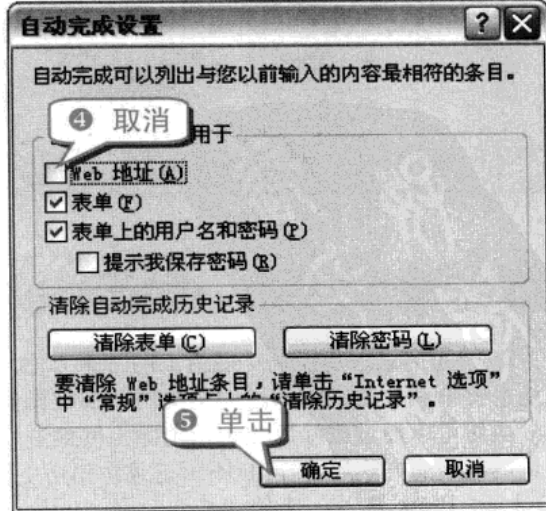 自动完成设置
自动完成可以列出与您以前输入的内容最相符的条目。
❹ 取消
用于
Web 地址(A)
表单(F)
表单上的用户名和密码(P)
提示我保存密码(R)
清除自动完成历史记录
清除表单(C) 清除密码(L)
要清除 Web 地址条目，请单击“Internet 选项”
中“常规”选项卡上的“清除历史记录”。
❺ 单击
确定 取消